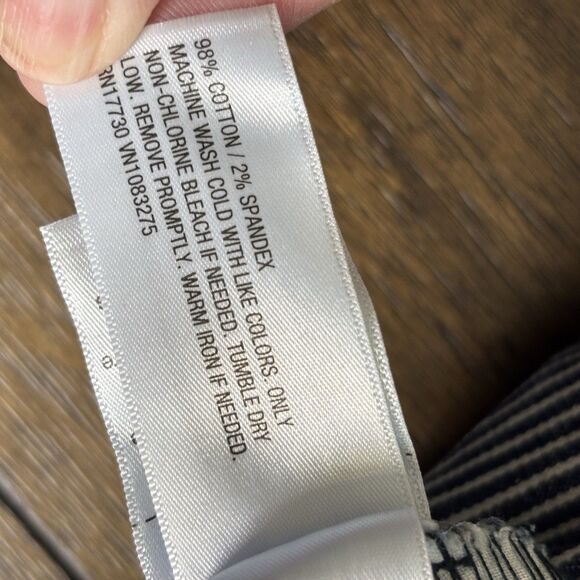 98% COTTON / 2% SPANDEX
MACHINE WASH COLD WITH LIKE COLORS. ONLY
NON-CHLORINE BLEACH IF NEEDED. TUMBLE DRY
LOW. REMOVE PROMPTLY. WARM IRON IF NEEDED.
RN17730 VN1083275